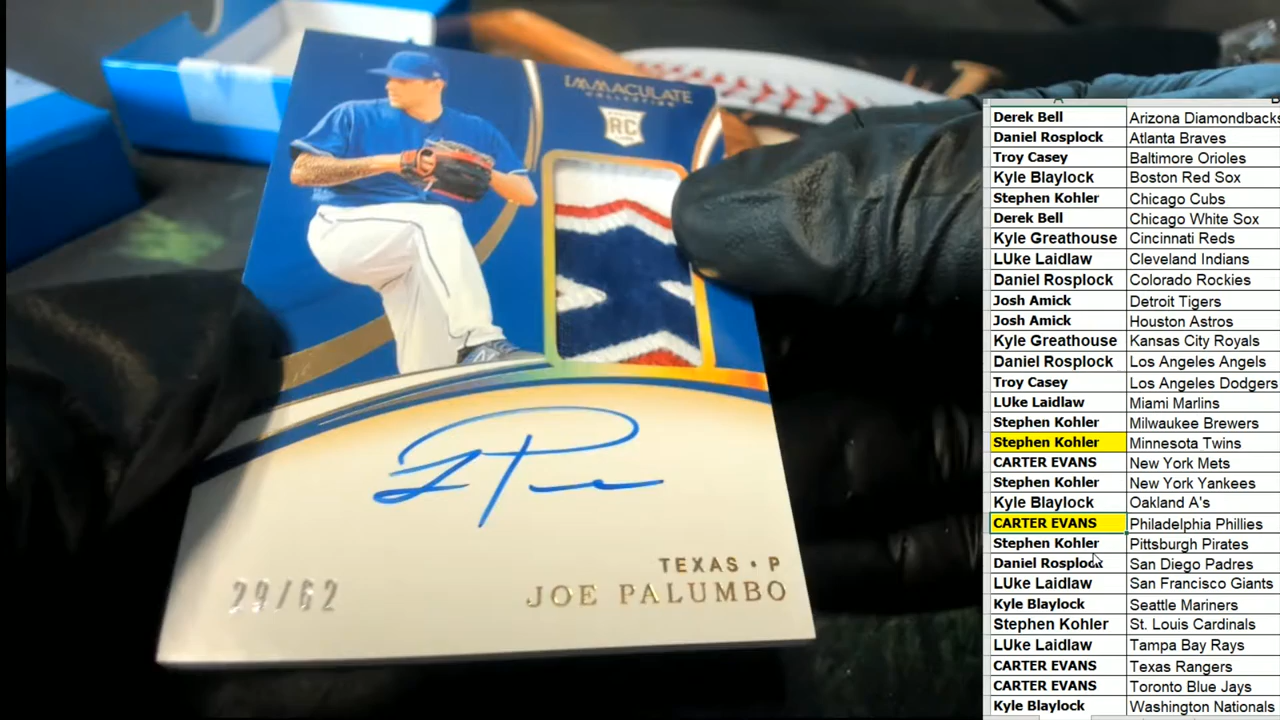 IMMACULATE
COLLECTION
RC
TEXAS • P
JOE PALUMBO
29/62
Derek Bell Arizona Diamondbacks
Daniel Rosplock Atlanta Braves
Troy Casey Baltimore Orioles
Kyle Blaylock Boston Red Sox
Stephen Kohler Chicago Cubs
Derek Bell Chicago White Sox
Kyle Greathouse Cincinnati Reds
LUke Laidlaw Cleveland Indians
Daniel Rosplock Colorado Rockies
Josh Amick Detroit Tigers
Josh Amick Houston Astros
Kyle Greathouse Kansas City Royals
Daniel Rosplock Los Angeles Angels
Troy Casey Los Angeles Dodgers
LUke Laidlaw Miami Marlins
Stephen Kohler Milwaukee Brewers
Stephen Kohler Minnesota Twins
CARTER EVANS New York Mets
Stephen Kohler New York Yankees
Kyle Blaylock Oakland A's
CARTER EVANS Philadelphia Phillies
Stephen Kohler Pittsburgh Pirates
Daniel Rosplock San Diego Padres
LUke Laidlaw San Francisco Giants
Kyle Blaylock Seattle Mariners
Stephen Kohler St. Louis Cardinals
LUke Laidlaw Tampa Bay Rays
CARTER EVANS Texas Rangers
CARTER EVANS Toronto Blue Jays
Kyle Blaylock Washington Nationals